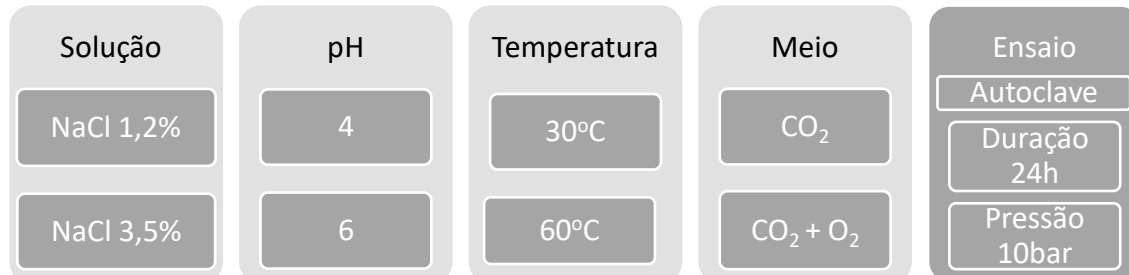 Solução
NaCl 1,2%
NaCl 3,5%
pH
4
6
Temperatura
30°C
60°C
Meio
CO₂
CO₂ + O₂
Ensaio
Autoclave
Duração
24h
Pressão
10bar